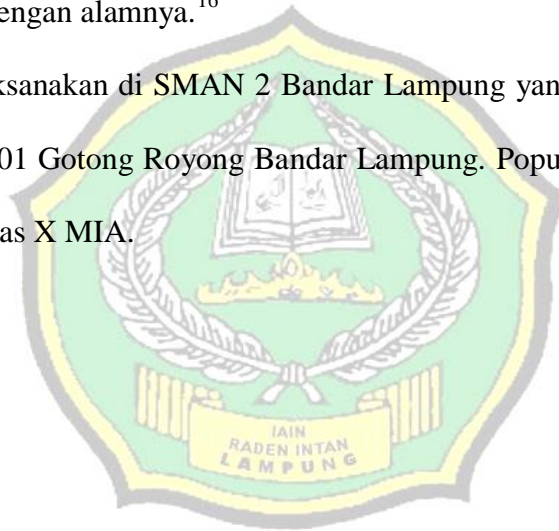 engan alamnya.16
ksanakan di SMAN 2 Bandar Lampung yan
01 Gotong Royong Bandar Lampung. Popu
as X MIA.
IAIN
RADEN INTAN
LAMPUNG